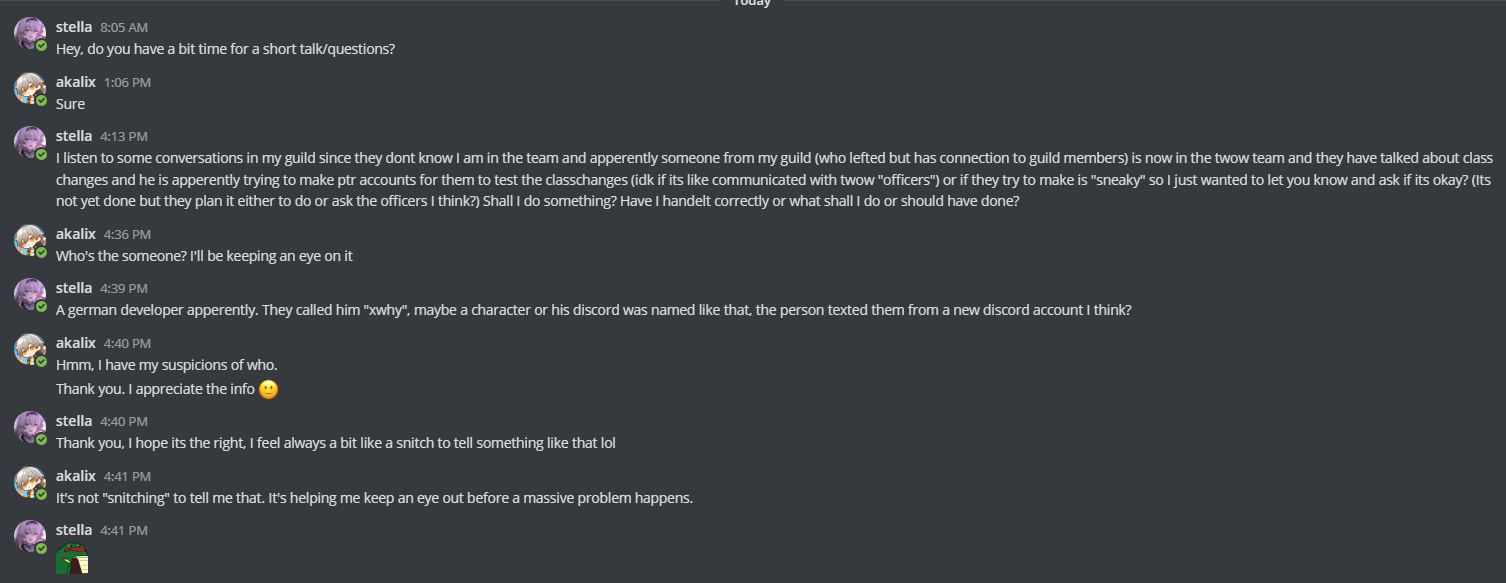 Today
stella 8:05 AM
Hey, do you have a bit time for a short talk/questions?
akalix 1:06 PM
Sure
stella 4:13 PM
I listen to some conversations in my guild since they dont know I am in the team and apperently someone from my guild (who lefted but has connection to guild members) is now in the twow team and they have talked about class
changes and he is apperently trying to make ptr accounts for them to test the classchanges (idk if its like communicated with twow "officers") or if they try to make is "sneaky" so I just wanted to let you know and ask if its okay? (Its
not yet done but they plan it either to do or ask the officers I think?) Shall I do something? Have I handelt correctly or what shall I do or should have done?
akalix 4:36 PM
Who's the someone? I'll be keeping an eye on it
stella 4:39 PM
A german developer apperently. They called him "xwhy", maybe a character or his discord was named like that, the person texted them from a new discord account I think?
akalix 4:40 PM
Hmm, I have my suspicions of who.
Thank you. I appreciate the info
stella 4:40 PM
Thank you, I hope its the right, I feel always a bit like a snitch to tell something like that lol
akalix 4:41 PM
It's not "snitching" to tell me that. It's helping me keep an eye out before a massive problem happens.
stella 4:41 PM